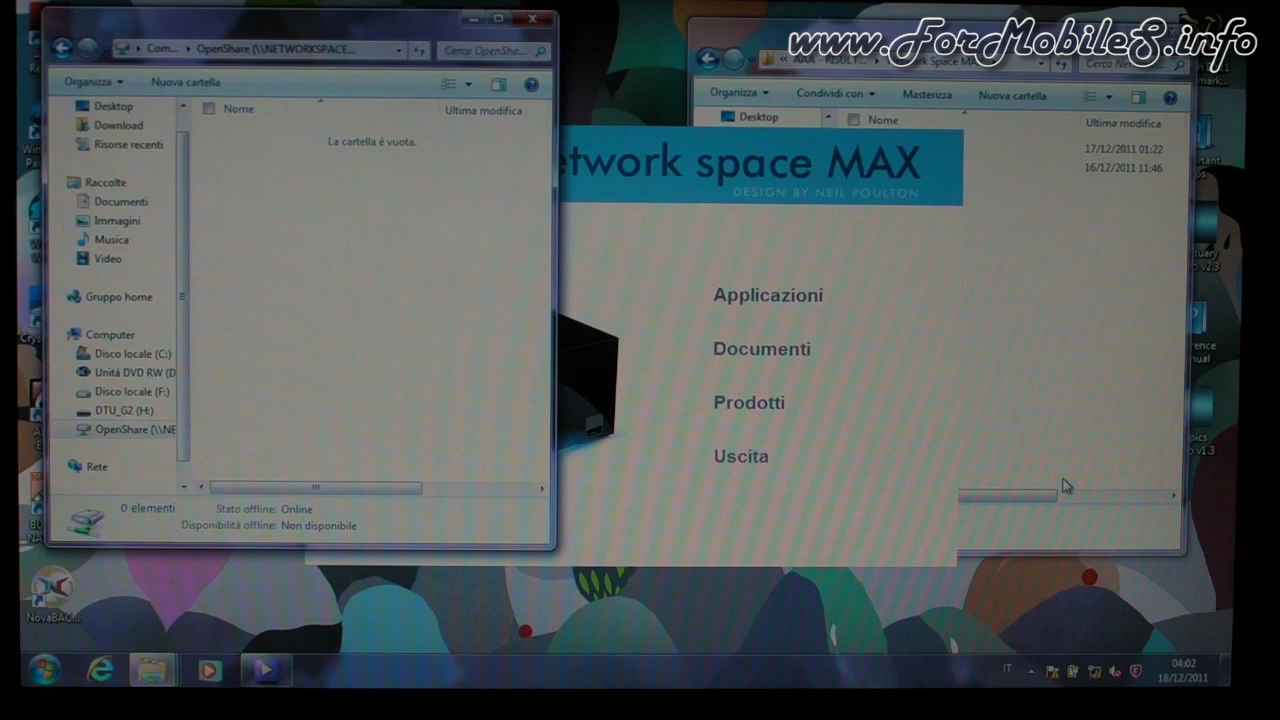 www.ForMobileS.info
Com... OpenShare (\\NETWORKSPACE...
Cerca OpenSha...
Organizza
Nuova cartella
Desktop
Download
Risorse recenti
Raccolte
Documenti
Immagini
Musica
Video
Gruppo home
Computer
Disco locale (C:)
Unità DVD RW (D
Disco locale (F:)
DTU_G2 (H:)
OpenShare (\\NE
Rete
Nome
Ultima modifica
La cartella è vuota.
0 elementi
Stato offline: Online
Disponibilità offline: Non disponibile
Organizza
Condividi con
Masterizza
Nuova cartella
Desktop
Nome
Ultima modifica
17/12/2011 01:22
16/12/2011 11:46
etwork space MAX
DESIGN BY NEIL POULTON
Applicazioni
Documenti
Prodotti
Uscita
NovaBAC...
IT
04:02
18/12/2011